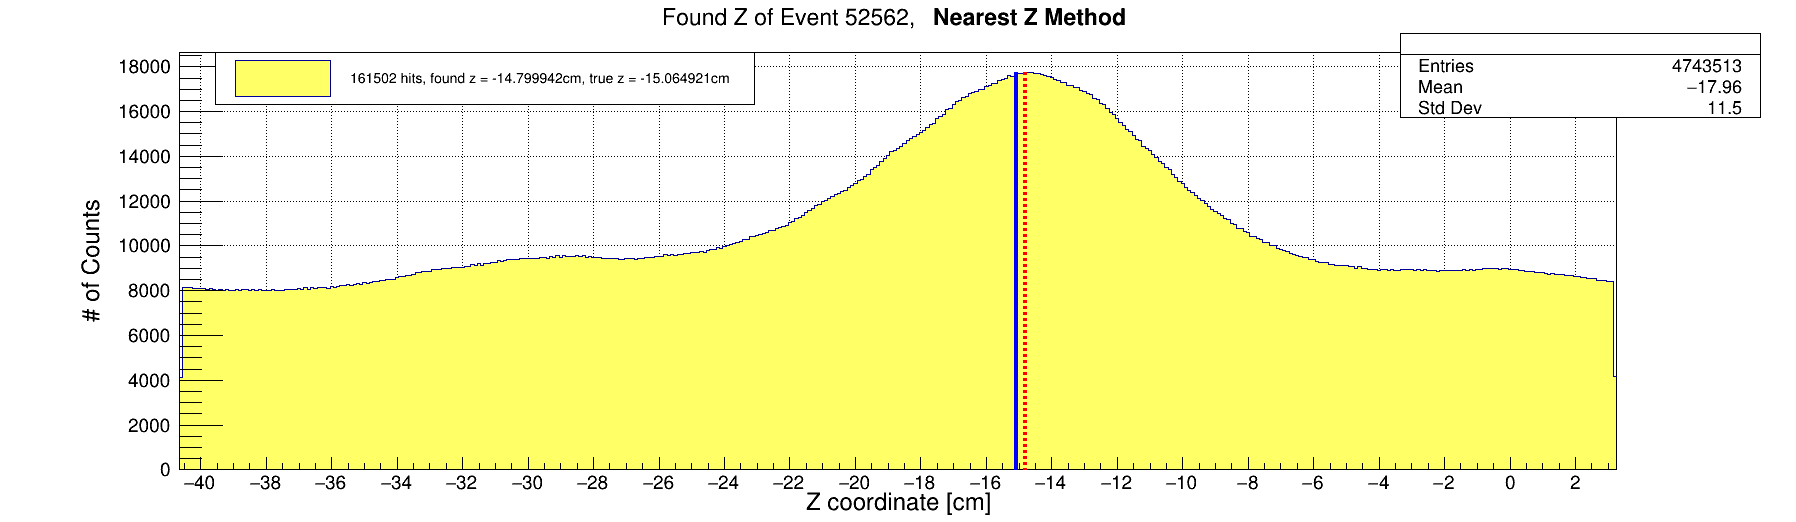 Found Z of Event 52562, Nearest Z Method
161502 hits, found z = -14.799942cm, true z = -15.064921cm
Entries 4743513
Mean −17.96
Std Dev 11.5
# of Counts
18000
16000
14000
12000
10000
8000
6000
4000
2000
0
−40 −38 −36 −34 −32 −30 −28 −26 −24 −22 −20 −18 −16 −14 −12 −10 −8 −6 −4 −2 0 2
Z coordinate [cm]